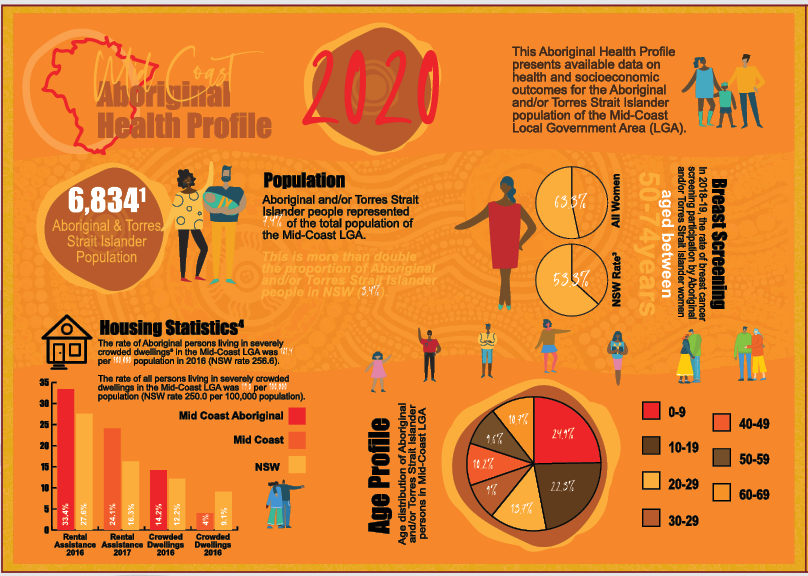 Mid Coast
Aboriginal
Health Profile
2020
This Aboriginal Health Profile
presents available data on
health and socioeconomic
outcomes for the Aboriginal
and/or Torres Strait Islander
population of the Mid-Coast
Local Government Area (LGA).
6,834¹
Aboriginal & Torres
Strait Islander
Population
Population
Aboriginal and/or Torres Strait
Islander people represented
7.4% of the total population of
the Mid-Coast LGA.
This is more than double
the proportion of Aboriginal
and/or Torres Strait Islander
people in NSW (3.4%)
63.3%
All Women
53.3%
NSW Rate³
Breast Screening
In 2018-19, the rate of breast cancer
screening participation by Aboriginal
and/or Torres Strait Islander women
aged between
50-74years
Housing Statistics⁴
The rate of Aboriginal persons living in severely
crowded dwellings⁶ in the Mid-Coast LGA was
per population in 2016 (NSW rate 256.6).
The rate of all persons living in severely crowded
dwellings in the Mid-Coast LGA was per
population (NSW rate 250.0 per 100,000 population).
Mid Coast Aboriginal
Mid Coast
NSW
35
30
25
20
15
10
5
0
33.4%
27.6%
24.1%
16.3%
14.2%
12.2%
4%
9.1%
Rental
Assistance
2016
Rental
Assistance
2017
Crowded
Dwellings
2016
Crowded
Dwellings
2016
Age Profile
Age distribution of Aboriginal
and/or Torres Strait Islander
persons in Mid-Coast LGA
24.9%
22.3%
13.7%
9%
10.2%
9.6%
10.7%
0-9
10-19
20-29
30-29
40-49
50-59
60-69